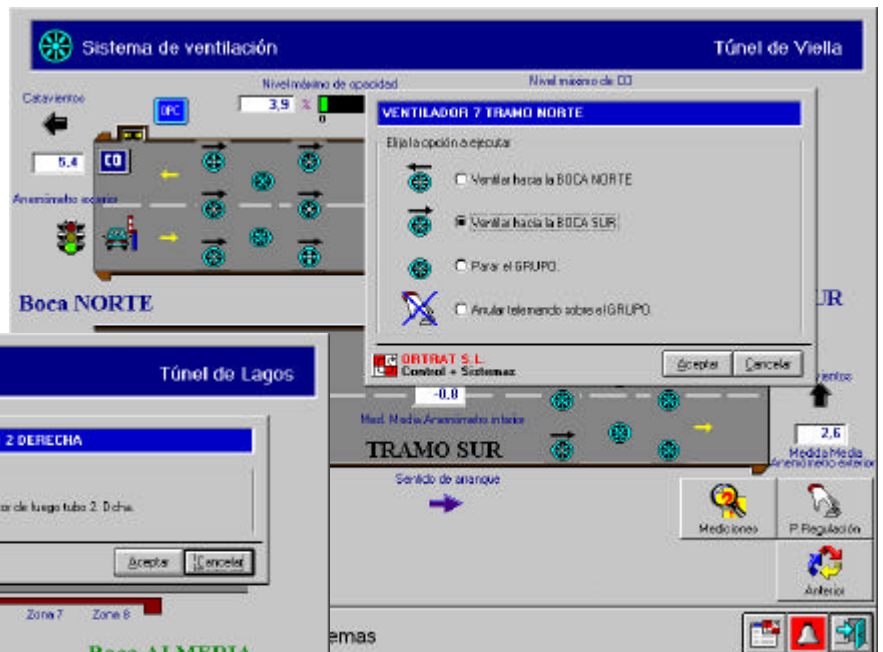 Sistema de ventilación
Túnel de Viella
Nivel máximo de opacidad
Nivel máximo de CO
Catavientos
OPC
3,9 %
0
5.4
CO
Anemómetro exterior
Boca NORTE
VENTILADOR 7 TRAMO NORTE
Elija la opción a ejecutar
Ventilar hacia la BOCA NORTE
Ventilar hacia la BOCA SUR
Parar el GRUPO.
Anular telemando sobre el GRUPO.
ORTRAT S.L.
Control + Sistemas
Aceptar
Cancelar
UR
vientos
-0,8
Med. Media Anemómetro interior
TRAMO SUR
Sentido de arranque
2,6
Medida Media
Anemómetro exterior
Mediciones
P.Regulación
Anterior
Túnel de Lagos
2 DERECHA
or de fuego tubo 2. Dcha.
Aceptar
Cancelar
Zona 7
Zona 8
Boca ALMERIA
emas